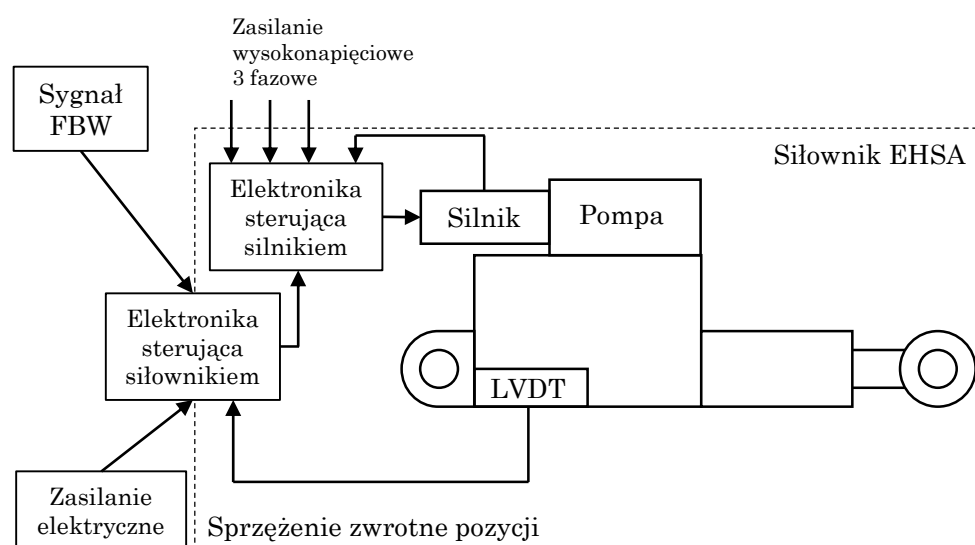 Zasilanie
wysokonapięciowe
3 fazowe
Sygnał
FBW
Siłownik EHSA
Elektronika
sterująca
silnikiem
Silnik
Pompa
Elektronika
sterująca
siłownikiem
LVDT
Zasilanie
elektryczne
Sprzężenie zwrotne pozycji